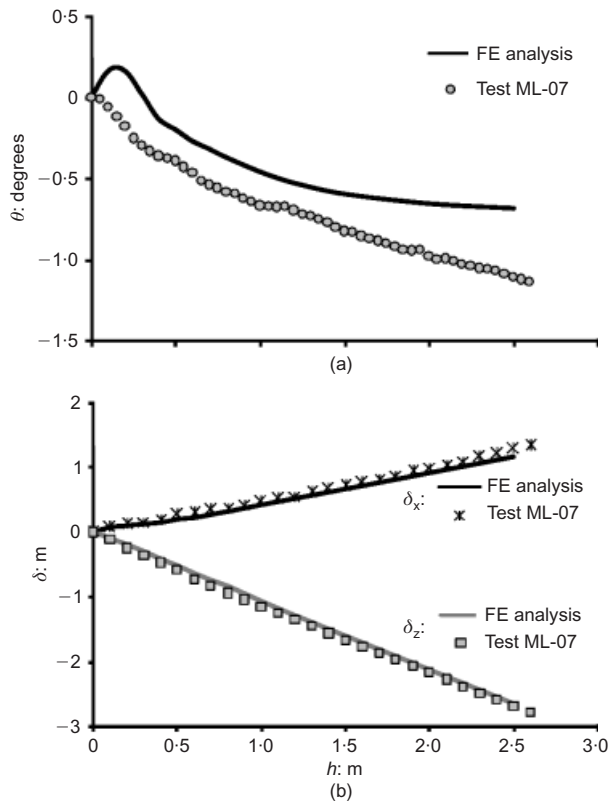 0·5
0
−0·5
−1·0
−1·5
θ: degrees
FE analysis
Test ML-07
(a)
2
1
0
−1
−2
−3
δ: m
δx:
FE analysis
Test ML-07
δz:
FE analysis
Test ML-07
0 0·5 1·0 1·5 2·0 2·5 3·0
h: m
(b)